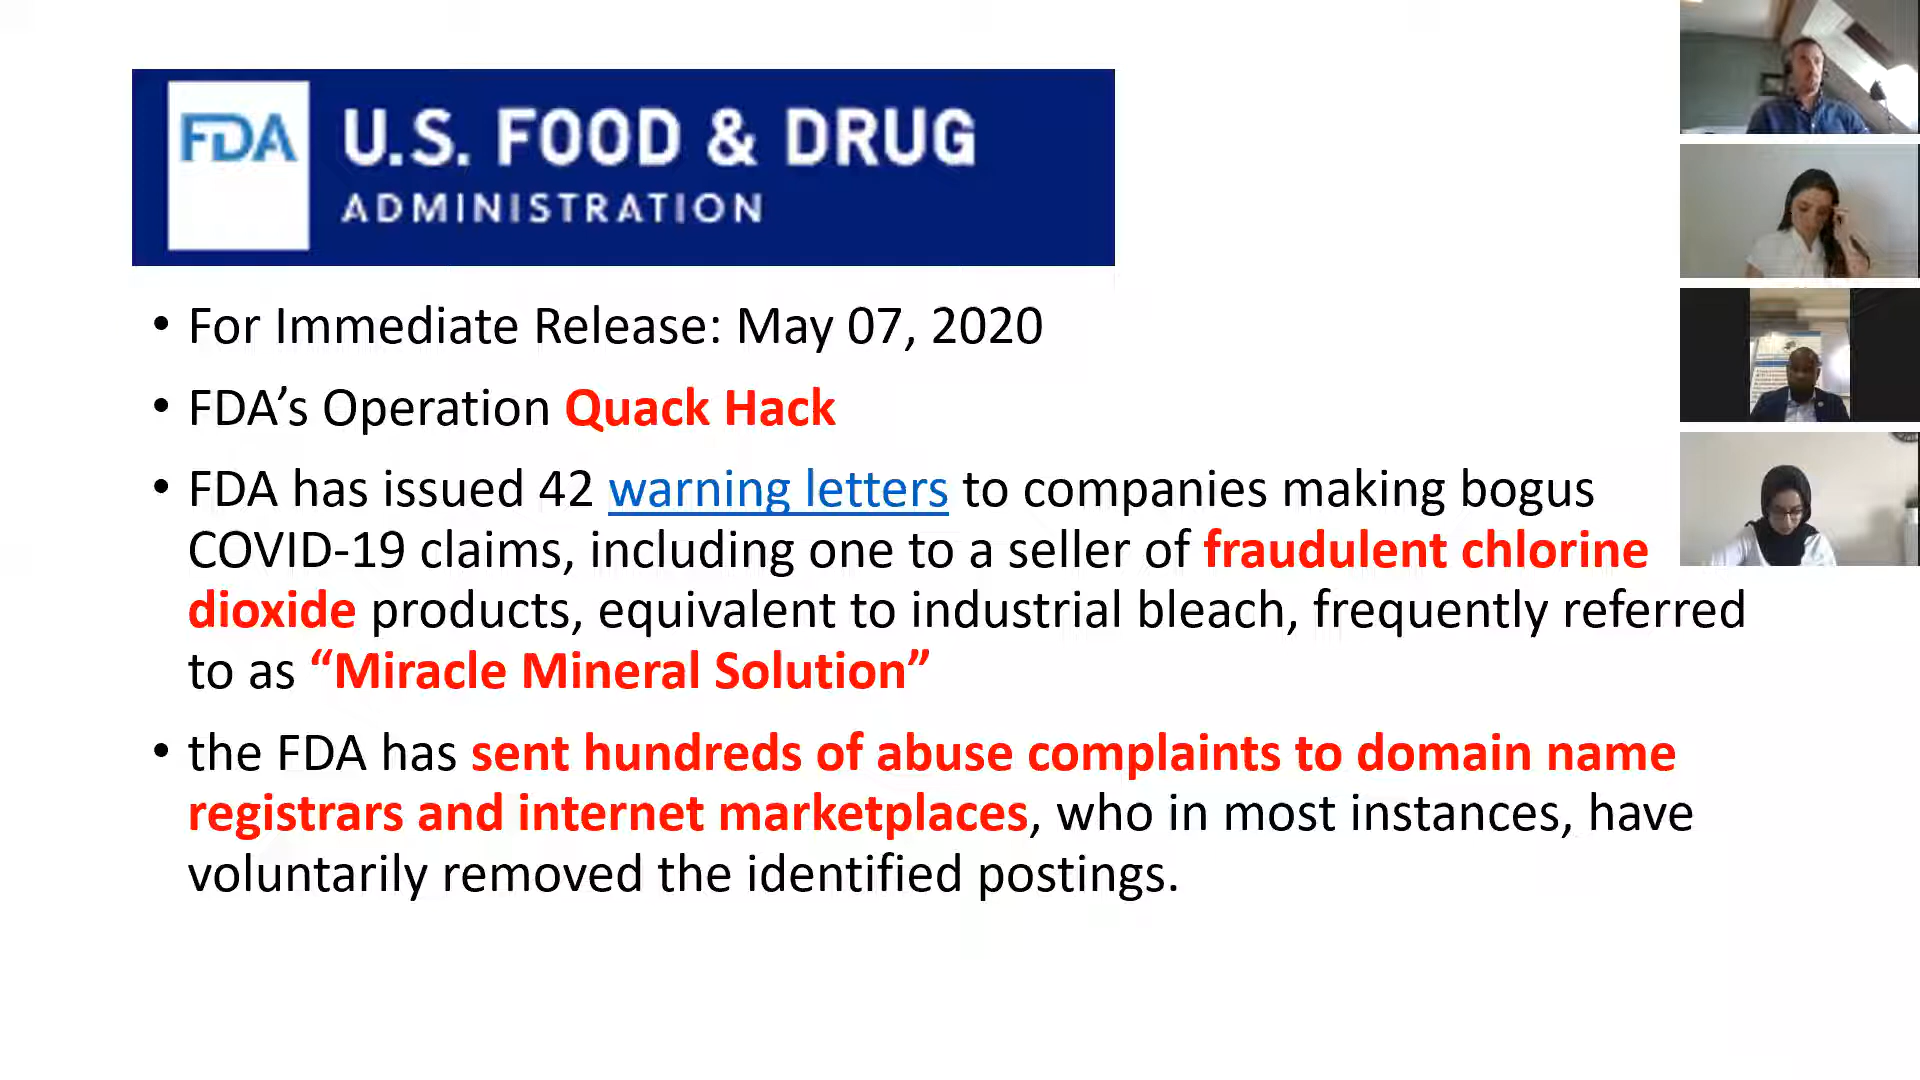 FDA
U.S. FOOD & DRUG
ADMINISTRATION
• For Immediate Release: May 07, 2020
• FDA’s Operation Quack Hack
• FDA has issued 42 warning letters to companies making bogus
COVID-19 claims, including one to a seller of fraudulent chlorine
dioxide products, equivalent to industrial bleach, frequently referred
to as “Miracle Mineral Solution”
• the FDA has sent hundreds of abuse complaints to domain name
registrars and internet marketplaces, who in most instances, have
voluntarily removed the identified postings.